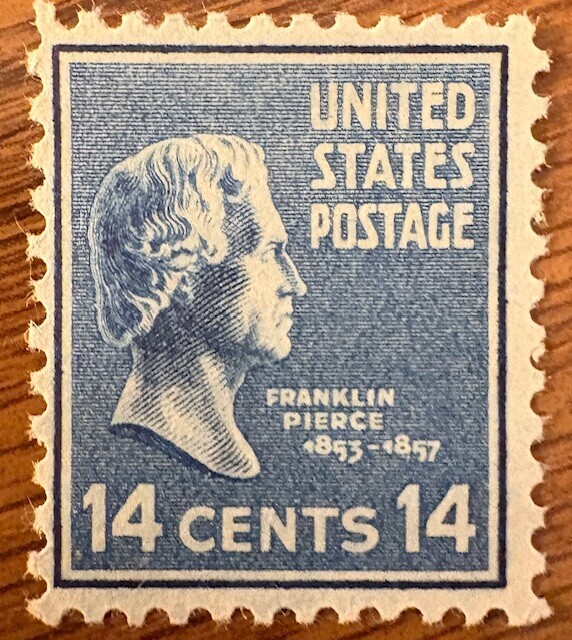 UNITED
STATES
POSTAGE
FRANKLIN
PIERCE
1853-1857
14 CENTS 14